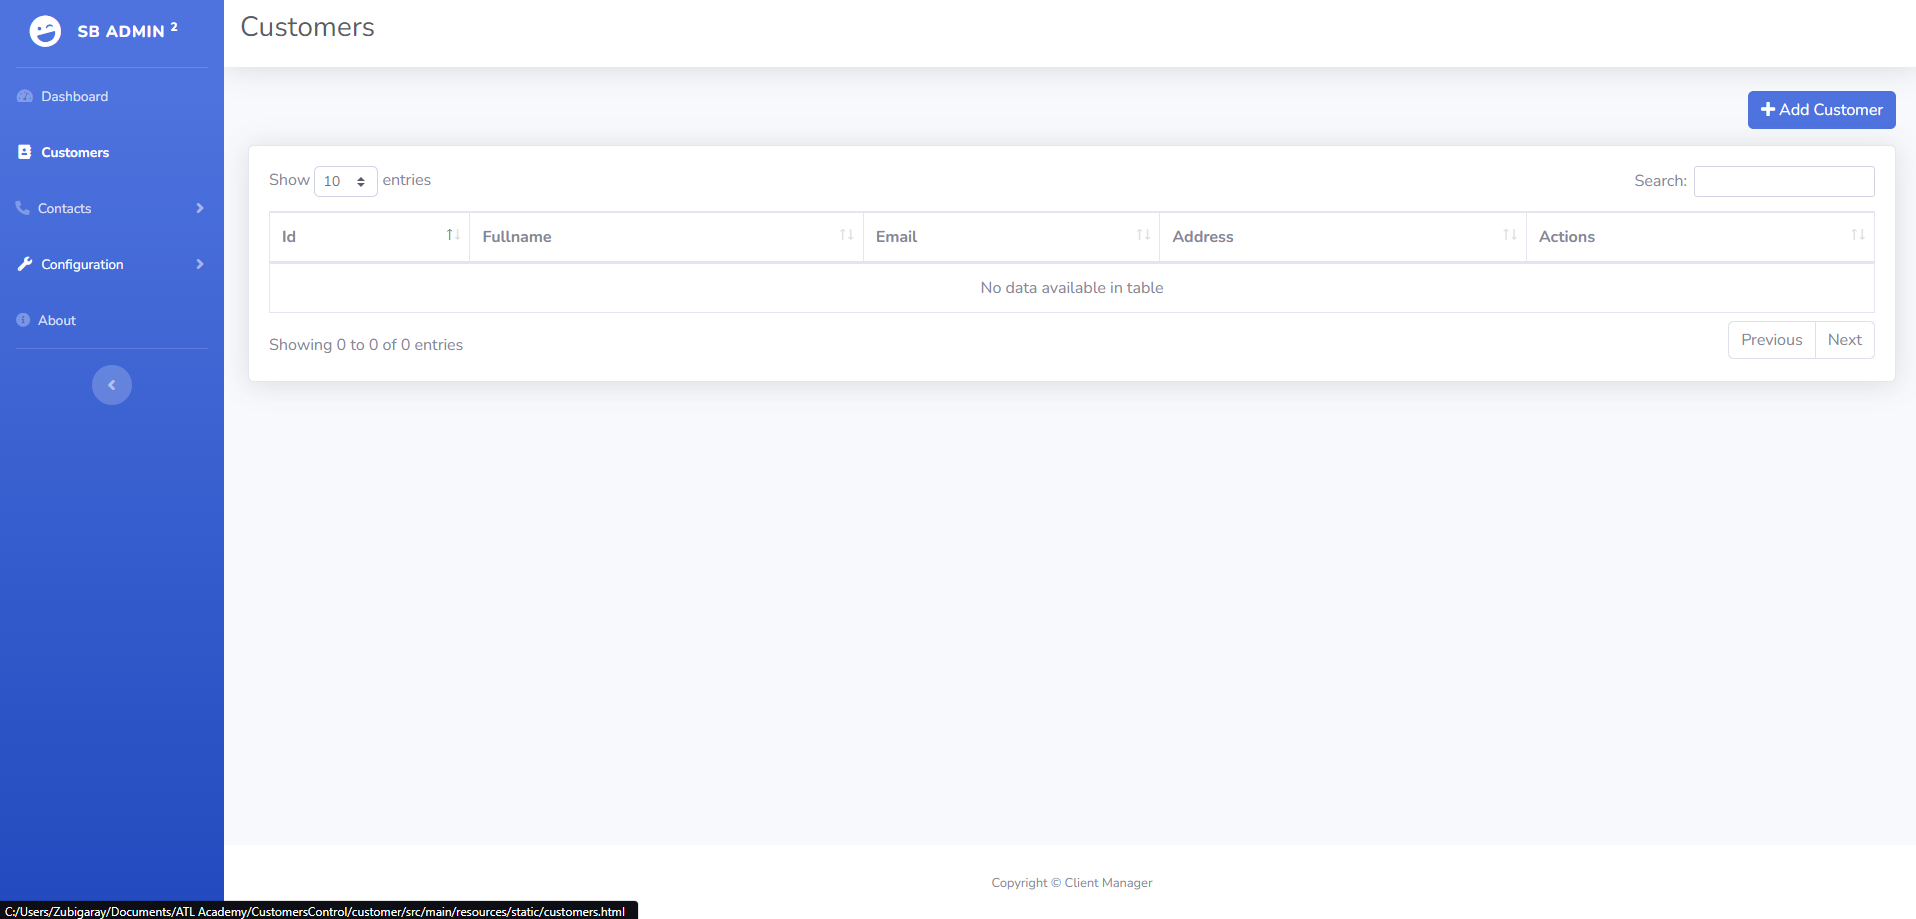 SB ADMIN 2
Customers
Dashboard
Add Customer
Customers
Show 10 entries
Search:
Contacts
Id Fullname Email Address Actions
Configuration
No data available in table
About
Showing 0 to 0 of 0 entries
Previous Next
Copyright © Client Manager
C:/Users/Zubigaray/Documents/ATL Academy/CustomersControl/customer/src/main/resources/static/customers.html